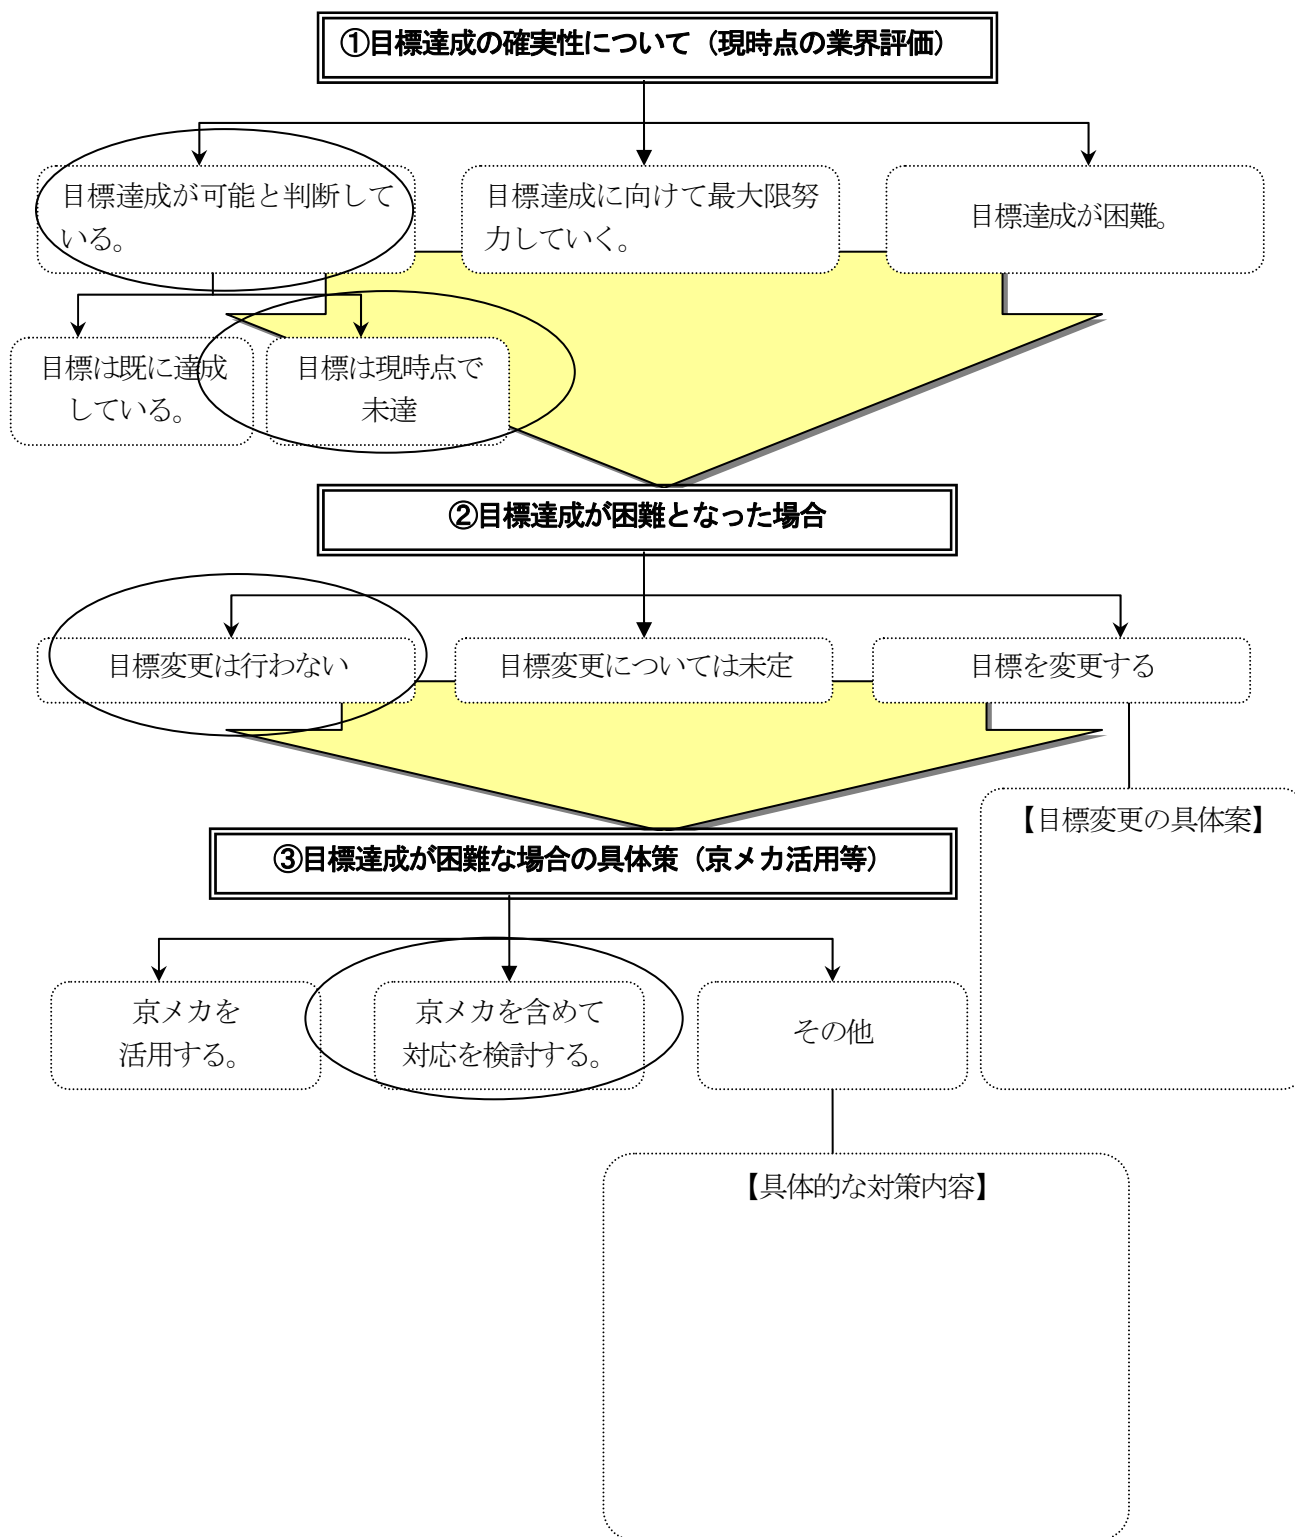 ①目標達成の確実性について（現時点の業界評価）
目標達成が可能と判断して
いる。
目標達成に向けて最大限努
力していく。
目標達成が困難。
目標は既に達成
している。
目標は現時点で
未達
②目標達成が困難となった場合
目標変更は行わない
目標変更については未定
目標を変更する
【目標変更の具体案】
③目標達成が困難な場合の具体策（京メカ活用等）
京メカを
活用する。
京メカを含めて
対応を検討する。
その他
【具体的な対策内容】